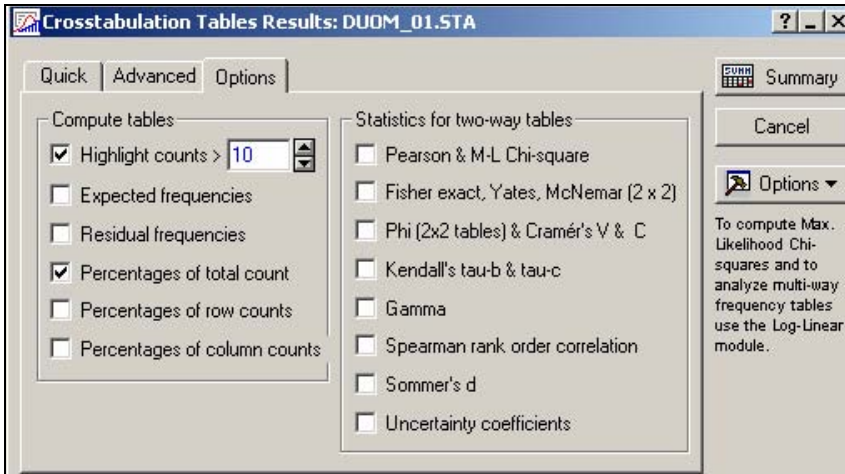 Crosstabulation Tables Results: DUOM_01.STA
Quick
Advanced
Options
Compute tables
Highlight counts > 10
Expected frequencies
Residual frequencies
Percentages of total count
Percentages of row counts
Percentages of column counts
Statistics for two-way tables
Pearson & M-L Chi-square
Fisher exact, Yates, McNemar (2 x 2)
Phi (2x2 tables) & Cramér's V & C
Kendall's tau-b & tau-c
Gamma
Spearman rank order correlation
Sommer's d
Uncertainty coefficients
SUMM
Summary
Cancel
Options
To compute Max.
Likelihood Chi-
squares and to
analyze multi-way
frequency tables
use the Log-Linear
module.